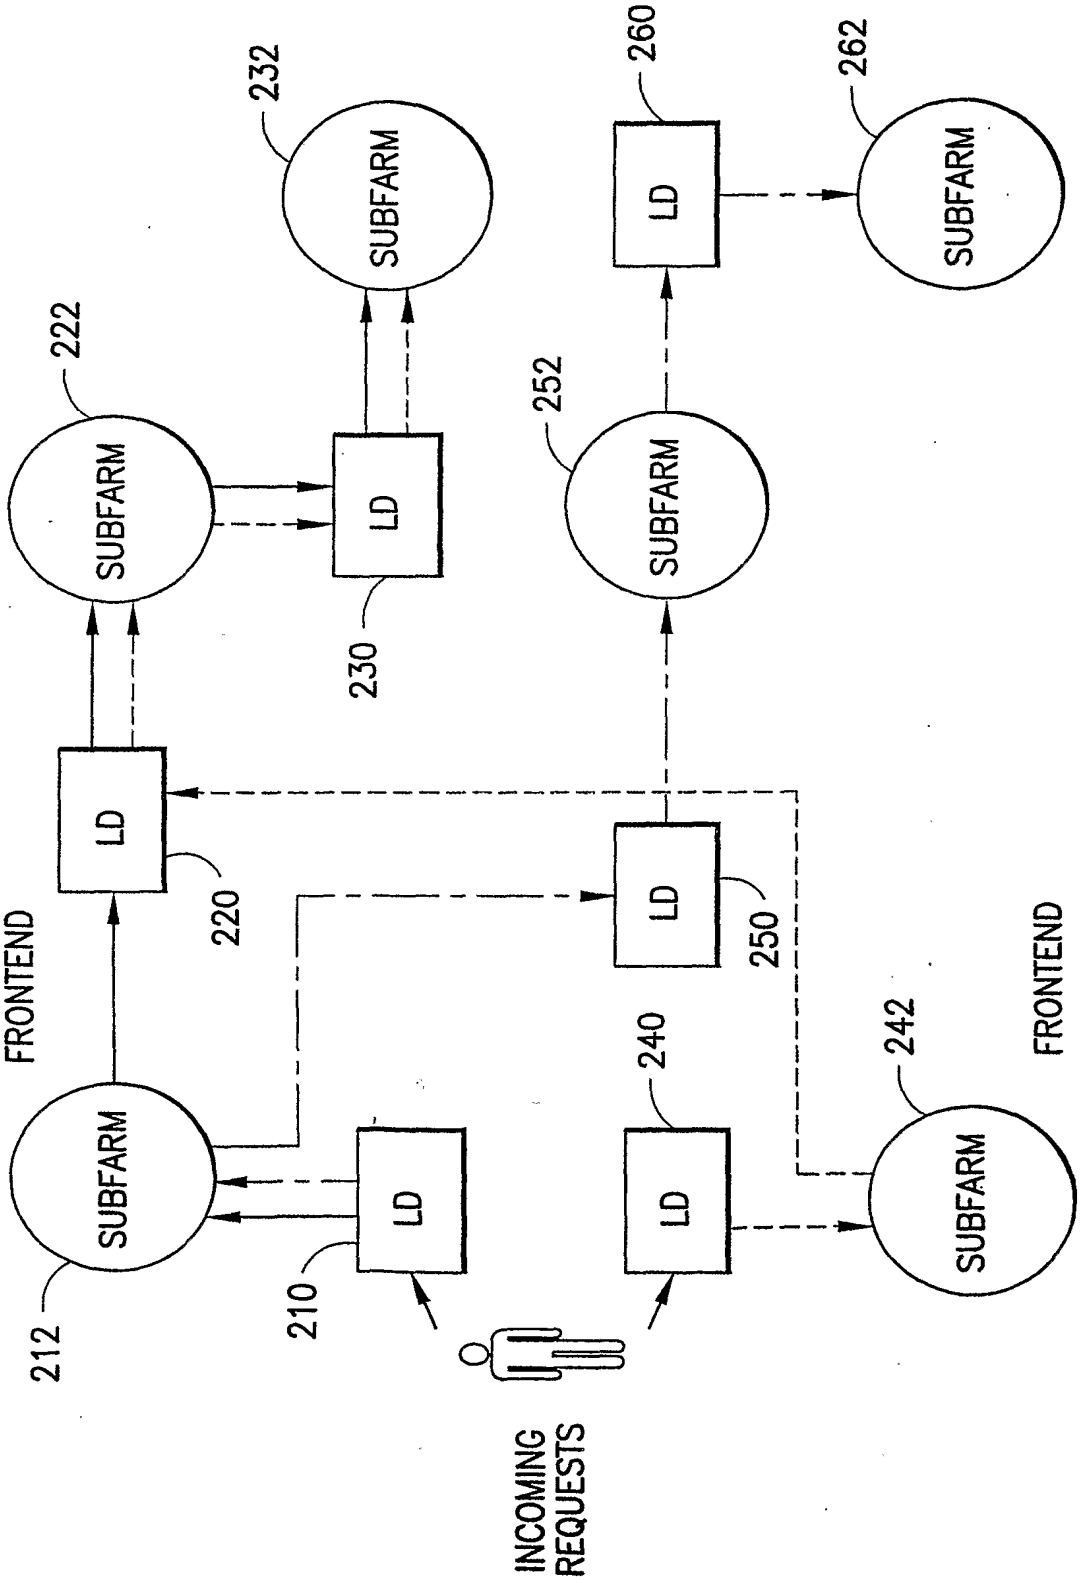 FRONTEND
212
SUBFARM
LD
220
SUBFARM
222
210
LD
230
LD
SUBFARM
232
INCOMING
REQUESTS
LD
240
LD
250
SUBFARM
252
LD
260
SUBFARM
242
SUBFARM
262
FRONTEND